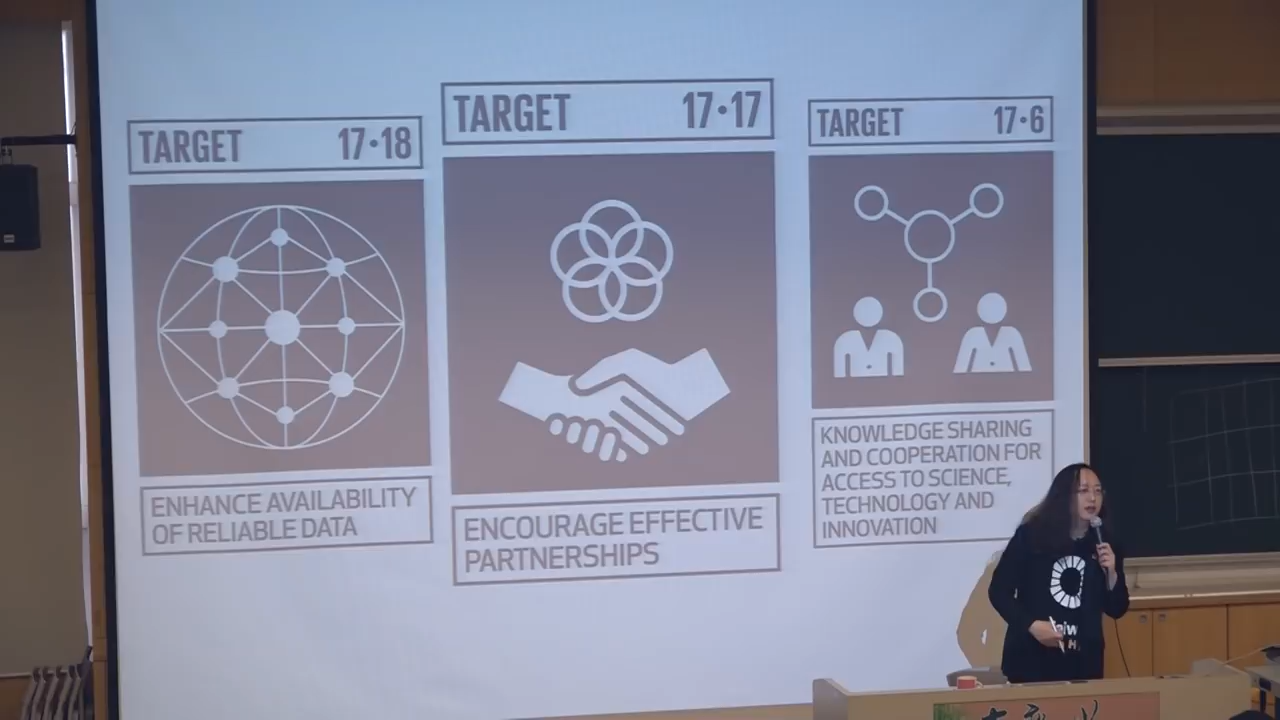 TARGET 17•18
ENHANCE AVAILABILITY
OF RELIABLE DATA
TARGET 17•17
ENCOURAGE EFFECTIVE
PARTNERSHIPS
TARGET 17•6
KNOWLEDGE SHARING
AND COOPERATION FOR
ACCESS TO SCIENCE,
TECHNOLOGY AND
INNOVATION